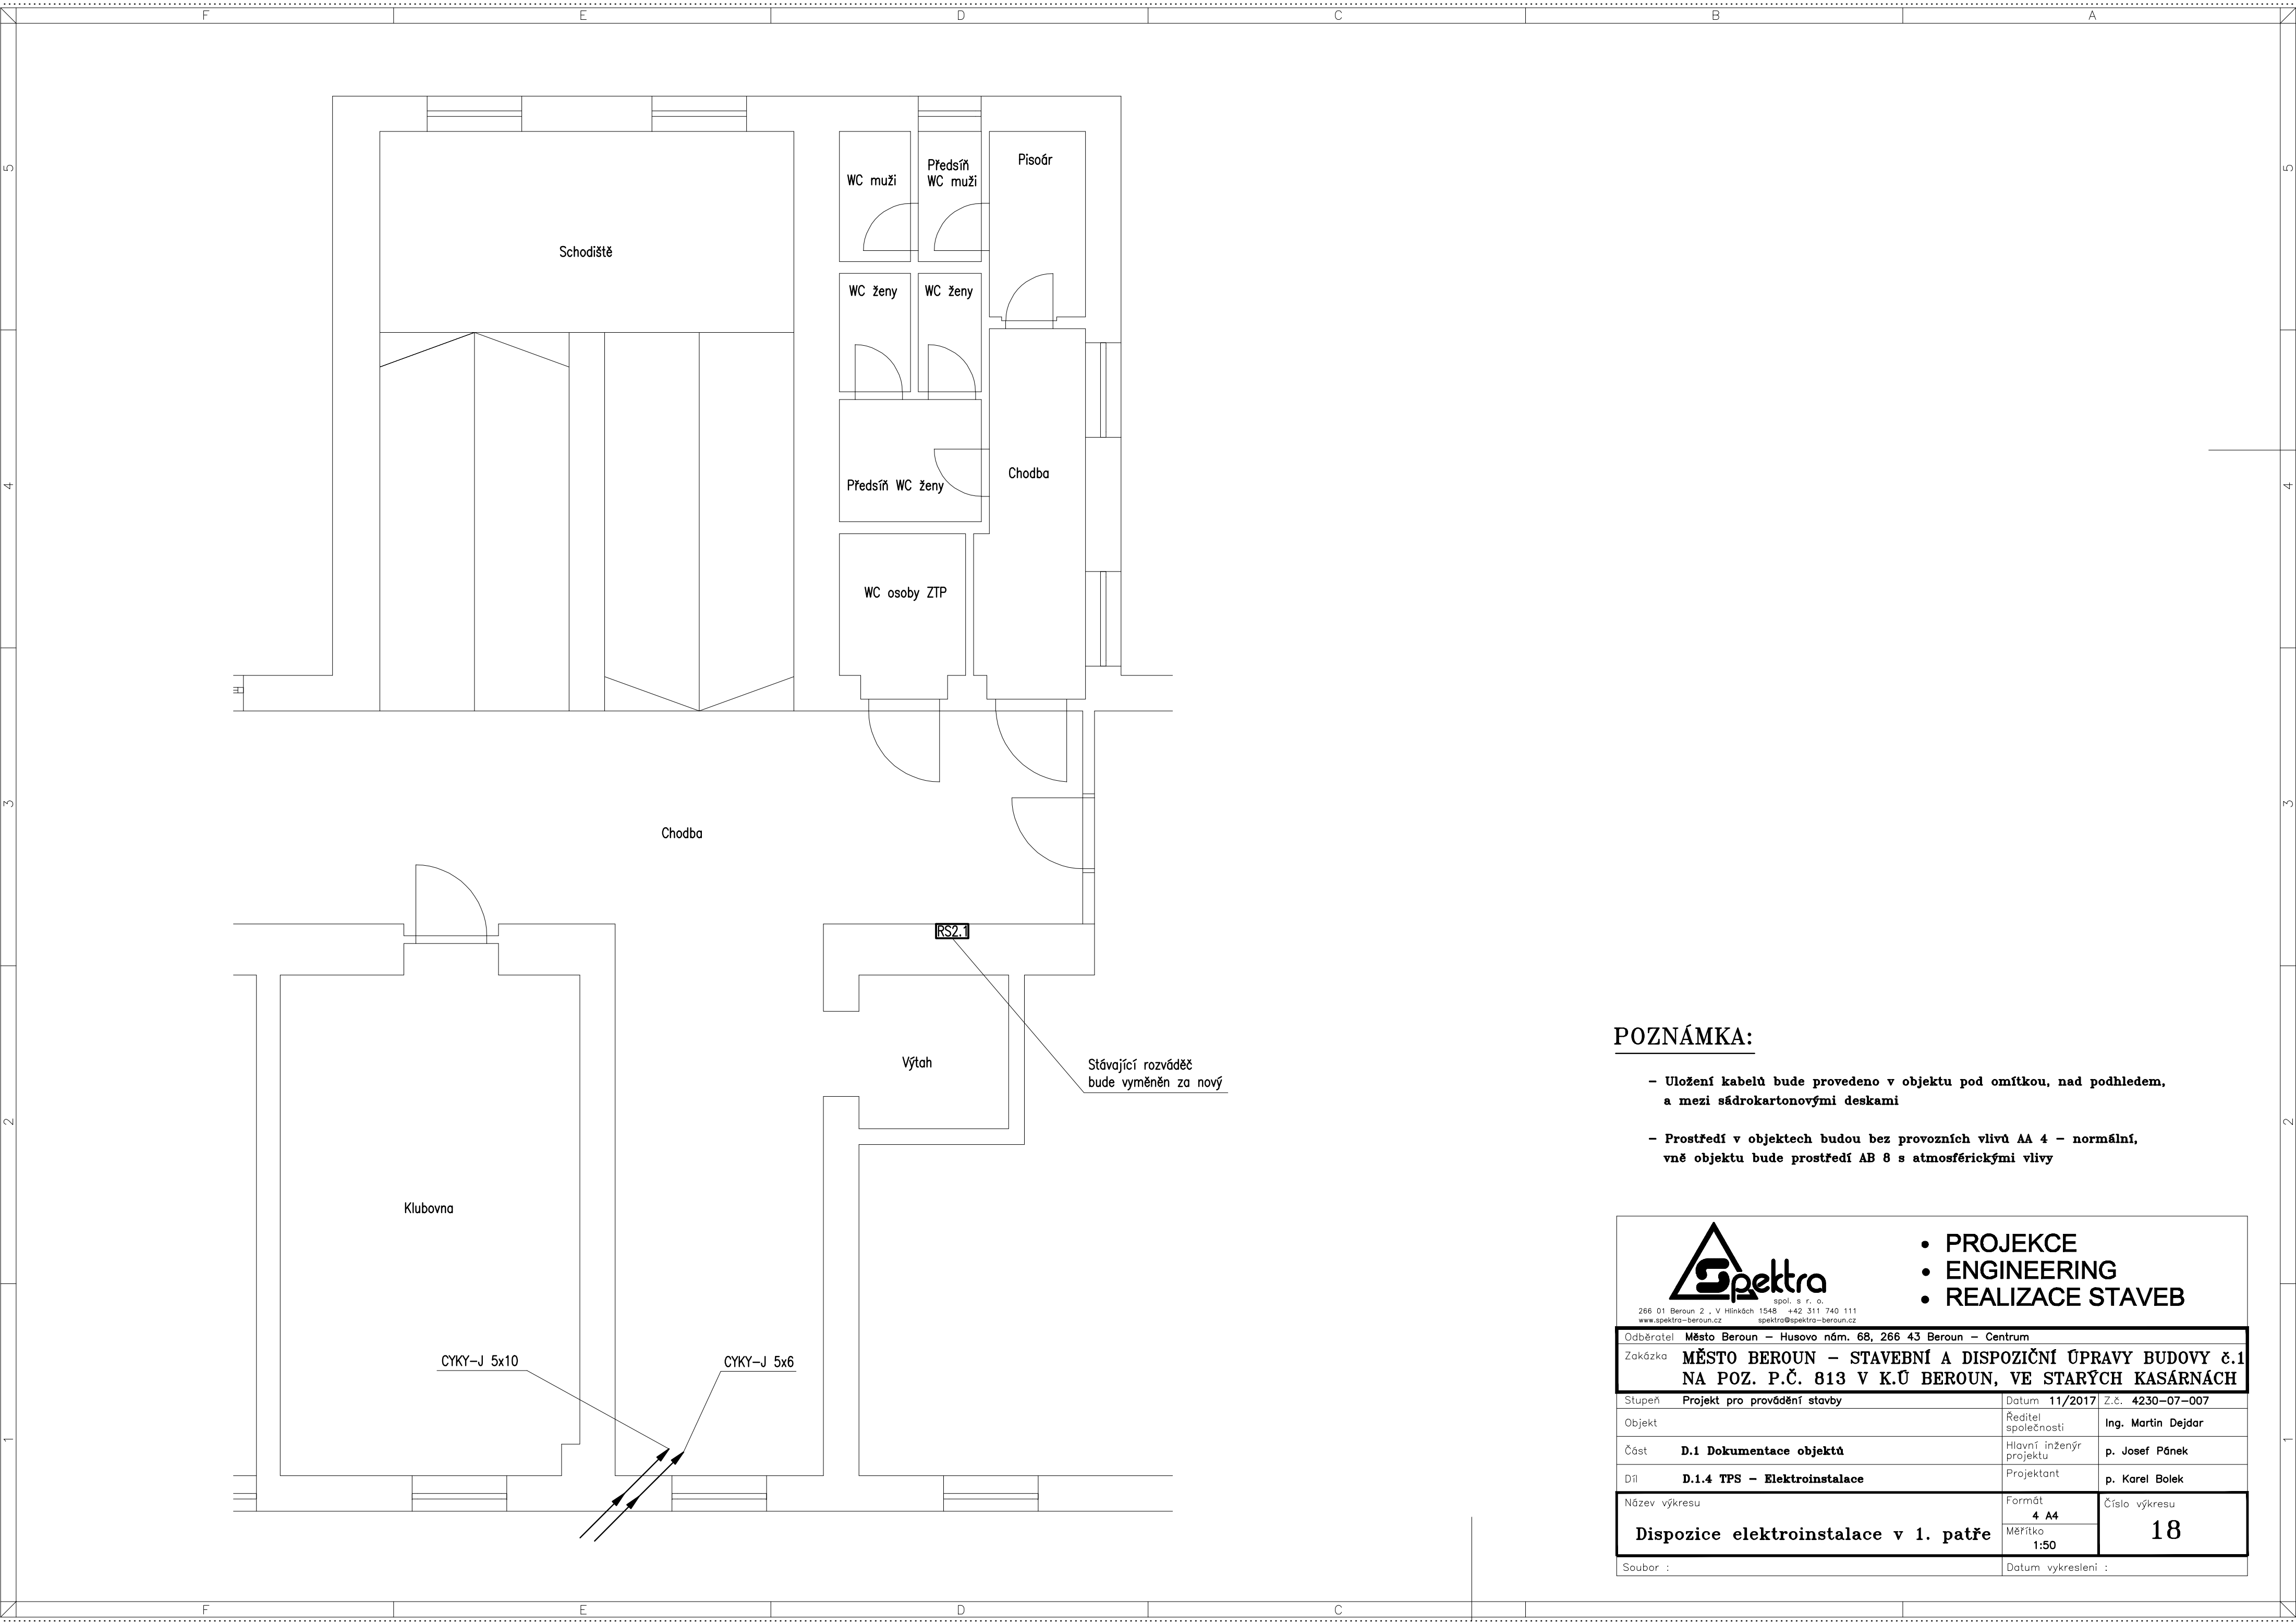 F E D C B A
5 5
4 4
3 3
2 2
1 1
WC muži
Předsíň
WC muži
Pisoár
Schodiště
WC ženy
WC ženy
Předsíň WC ženy
Chodba
WC osoby ZTP
Chodba
RS2.1
Výtah
Stávající rozváděč
bude vyměněn za nový
Klubovna
CYKY-J 5x10
CYKY-J 5x6
POZNÁMKA:
- Uložení kabelů bude provedeno v objektu pod omítkou, nad podhledem,
a mezi sádrokartonovými deskami
- Prostředí v objektech budou bez provozních vlivů AA 4 - normální,
vně objektu bude prostředí AB 8 s atmosférickými vlivy
Spektra
spol. s r. o.
266 01 Beroun 2 , V Hlinkách 1548 +42 311 740 111
www.spektra-beroun.cz spektra@spektra-beroun.cz
• PROJEKCE
• ENGINEERING
• REALIZACE STAVEB
Odběratel Město Beroun - Husovo nám. 68, 266 43 Beroun - Centrum
Zakázka MĚSTO BEROUN - STAVEBNÍ A DISPOZIČNÍ ÚPRAVY BUDOVY č.1
NA POZ. P.Č. 813 V K.Ú BEROUN, VE STARÝCH KASÁRNÁCH
Stupeň Projekt pro provádění stavby Datum 11/2017 Z.č. 4230-07-007
Objekt
Ředitel
společnosti
Ing. Martin Dejdar
Část D.1 Dokumentace objektů
Hlavní inženýr
projektu
p. Josef Pánek
Díl D.1.4 TPS - Elektroinstalace
Projektant
p. Karel Bolek
Název výkresu
Dispozice elektroinstalace v 1. patře
Formát
4 A4
Měřítko
1:50
Číslo výkresu
18
Soubor :
Datum vykreslení :
F E D C